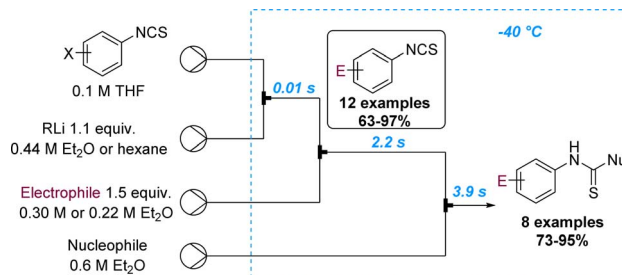 NCS
X
0.1 M THF
RLi 1.1 equiv.
0.44 M Et₂O or hexane
Electrophile 1.5 equiv.
0.30 M or 0.22 M Et₂O
Nucleophile
0.6 M Et₂O
-40 °C
0.01 s
NCS
E
12 examples
63-97%
2.2 s
3.9 s
H
N
Nu
E
S
8 examples
73-95%